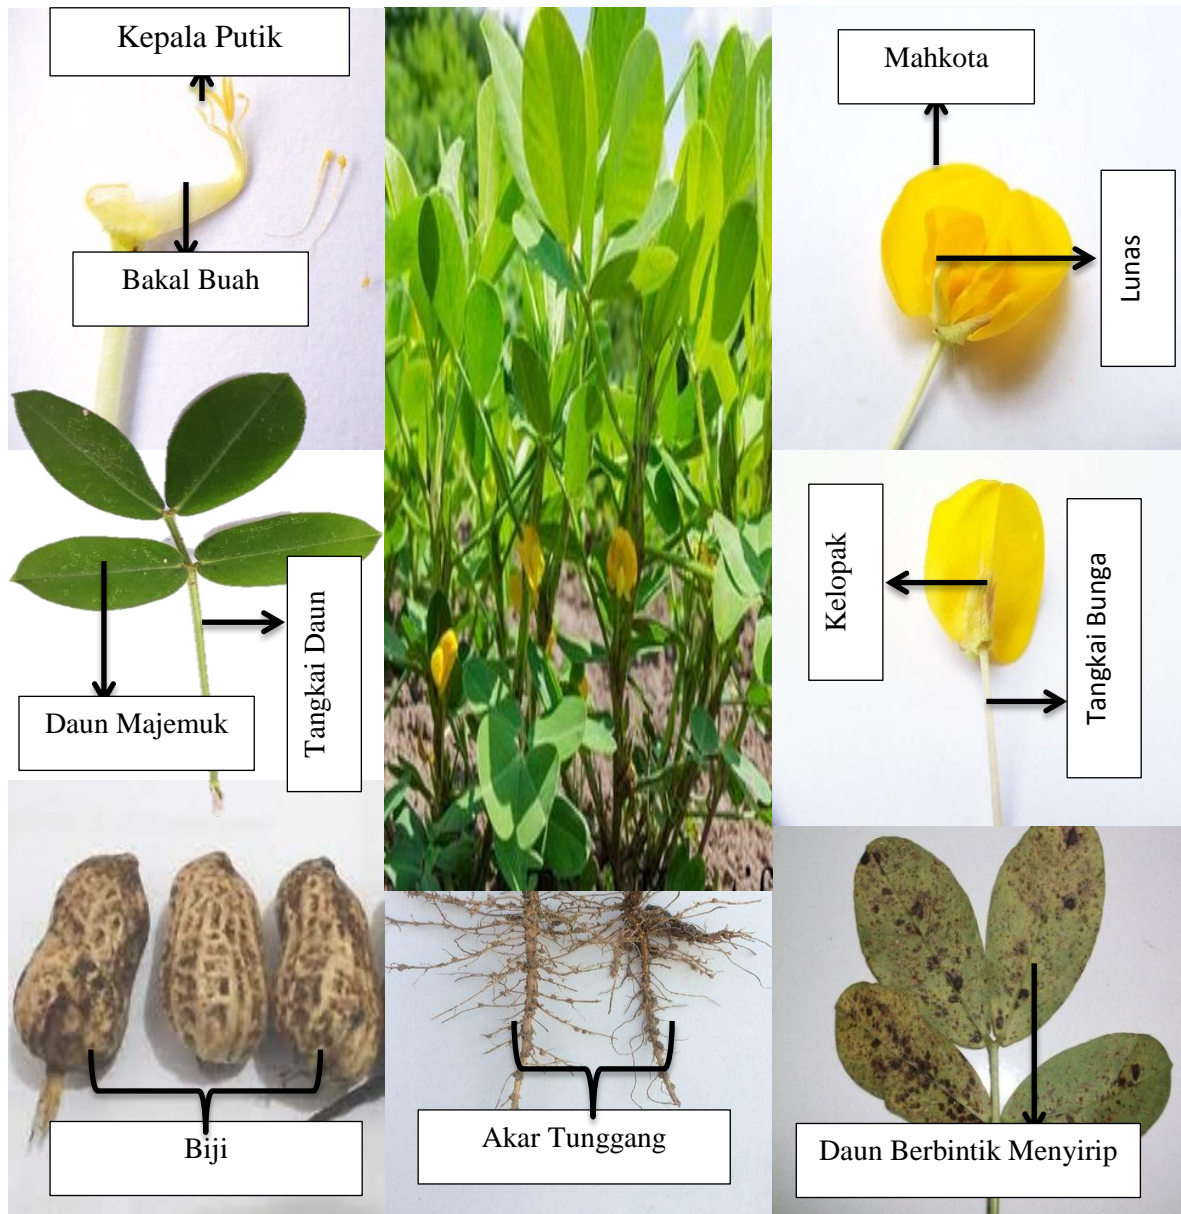 Kepala Putik
Bakal Buah
Mahkota
Lunas
Daun Majemuk
Tangkai Daun
Kelopak
Tangkai Bunga
Biji
Akar Tunggang
Daun Berbintik Menyirip